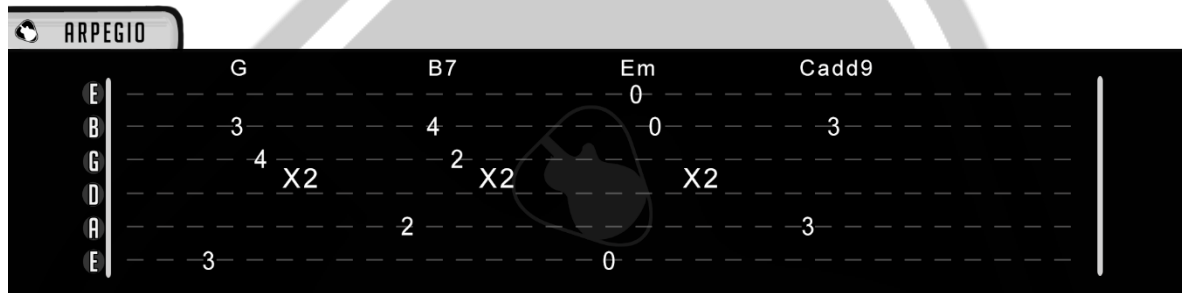 ARPEGIO
G B7 Em Cadd9
E 0
B 3 4 0 3
G 4 2
X2 X2 X2
D
A 2 3
E 3 0